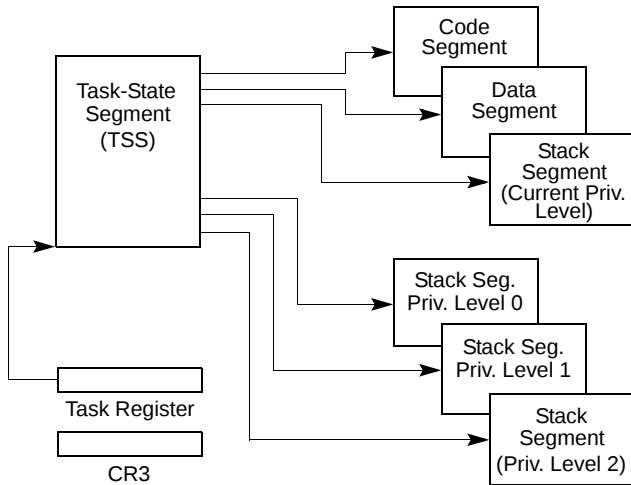 Code
Segment
Task-State
Segment
(TSS)
Data
Segment
Stack
Segment
(Current Priv.
Level)
Stack Seg.
Priv. Level 0
Stack Seg.
Priv. Level 1
Task Register
Stack
Segment
(Priv. Level 2)
CR3